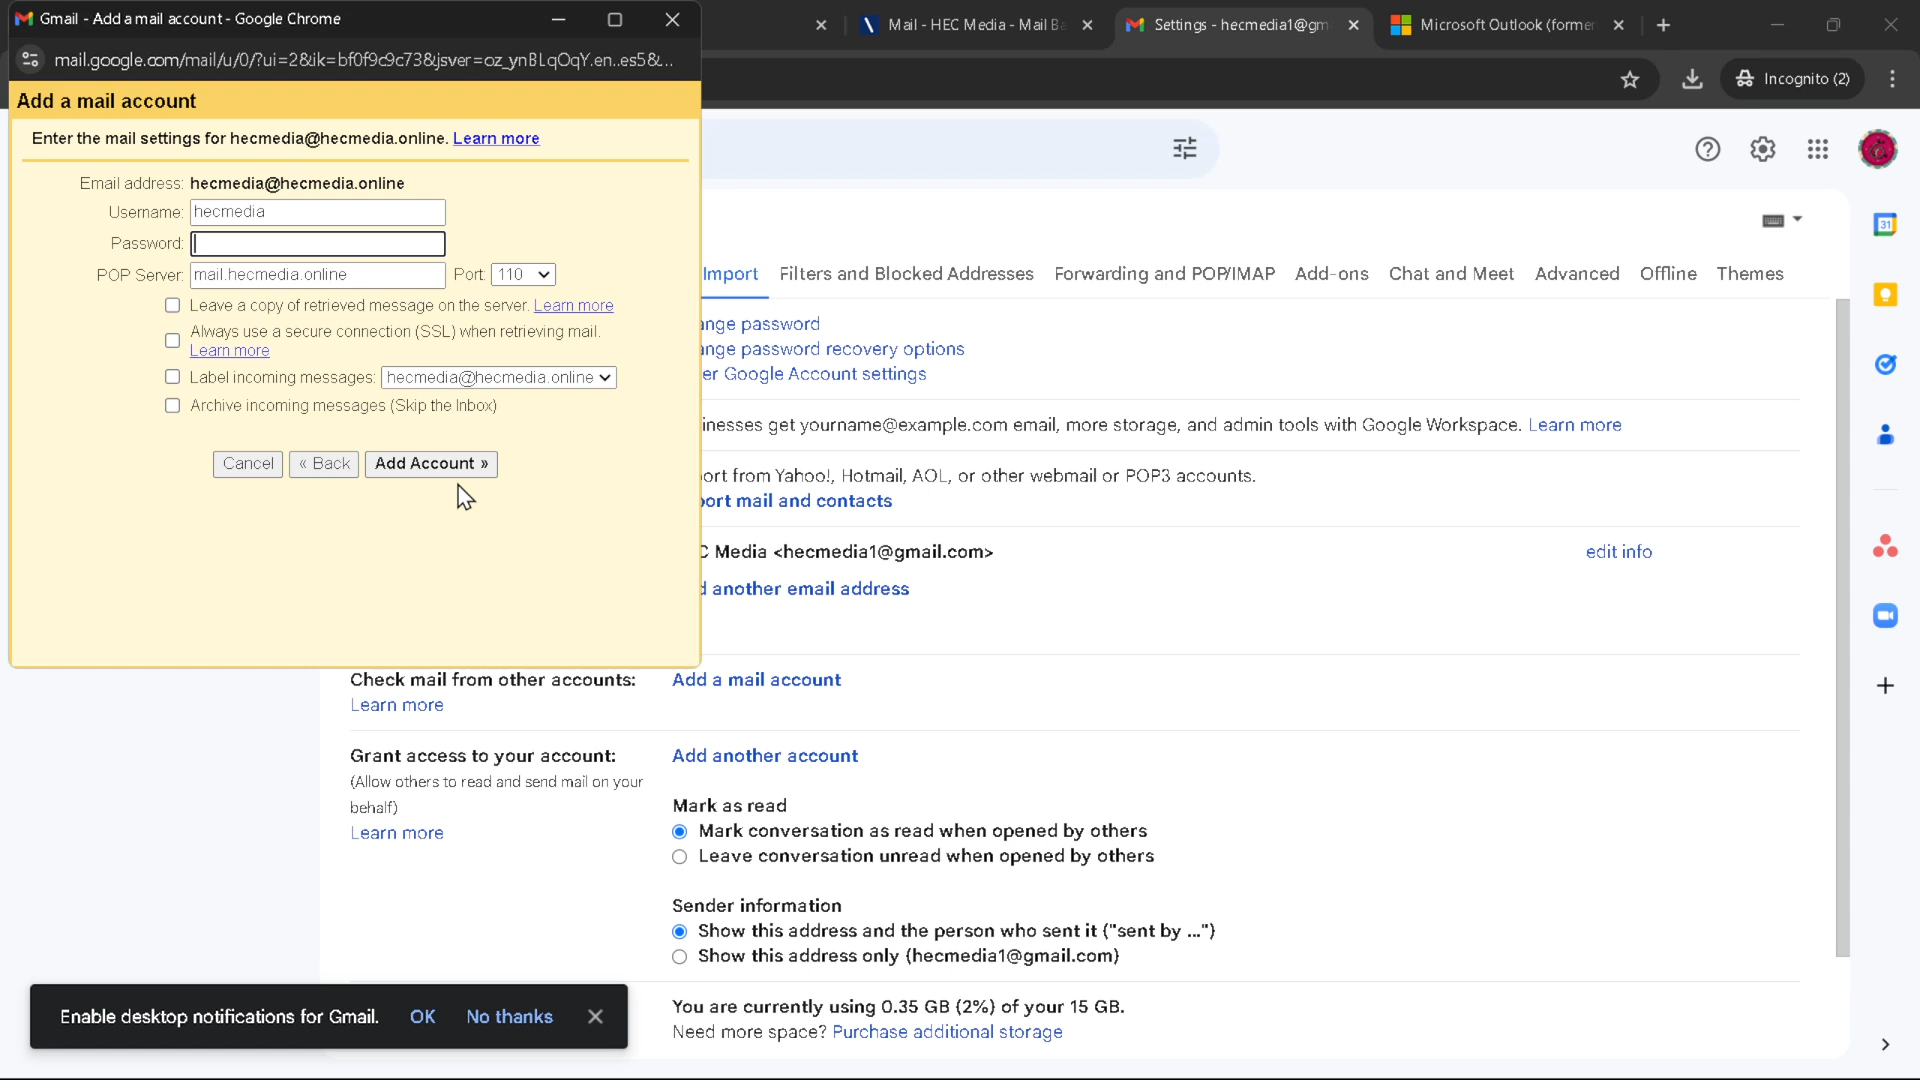 Gmail - Add a mail account - Google Chrome
Mail - HEC Media - Mail Ba
Settings - hecmedia1@gm
Microsoft Outlook (former
mail.google.com/mail/u/0/?ui=2&ik=bf0f9c9c73&jsver=oz_ynBLqOqY.en..es5&...
Incognito (2)
Add a mail account
Enter the mail settings for hecmedia@hecmedia.online. Learn more
Email address: hecmedia@hecmedia.online
Username: hecmedia
Password:
POP Server: mail.hecmedia.online Port: 110
Leave a copy of retrieved message on the server. Learn more
Always use a secure connection (SSL) when retrieving mail.
Learn more
Label incoming messages: hecmedia@hecmedia.online
Archive incoming messages (Skip the Inbox)
Cancel « Back Add Account »
Import Filters and Blocked Addresses Forwarding and POP/IMAP Add-ons Chat and Meet Advanced Offline Themes
ange password
ange password recovery options
er Google Account settings
inesses get yourname@example.com email, more storage, and admin tools with Google Workspace. Learn more
ort from Yahoo!, Hotmail, AOL, or other webmail or POP3 accounts.
port mail and contacts
C Media <hecmedia1@gmail.com> edit info
d another email address
Check mail from other accounts: Add a mail account
Learn more
Grant access to your account: Add another account
(Allow others to read and send mail on your
behalf)
Learn more
Mark as read
Mark conversation as read when opened by others
Leave conversation unread when opened by others
Sender information
Show this address and the person who sent it ("sent by ...")
Show this address only (hecmedia1@gmail.com)
You are currently using 0.35 GB (2%) of your 15 GB.
Need more space? Purchase additional storage
Enable desktop notifications for Gmail. OK No thanks
31